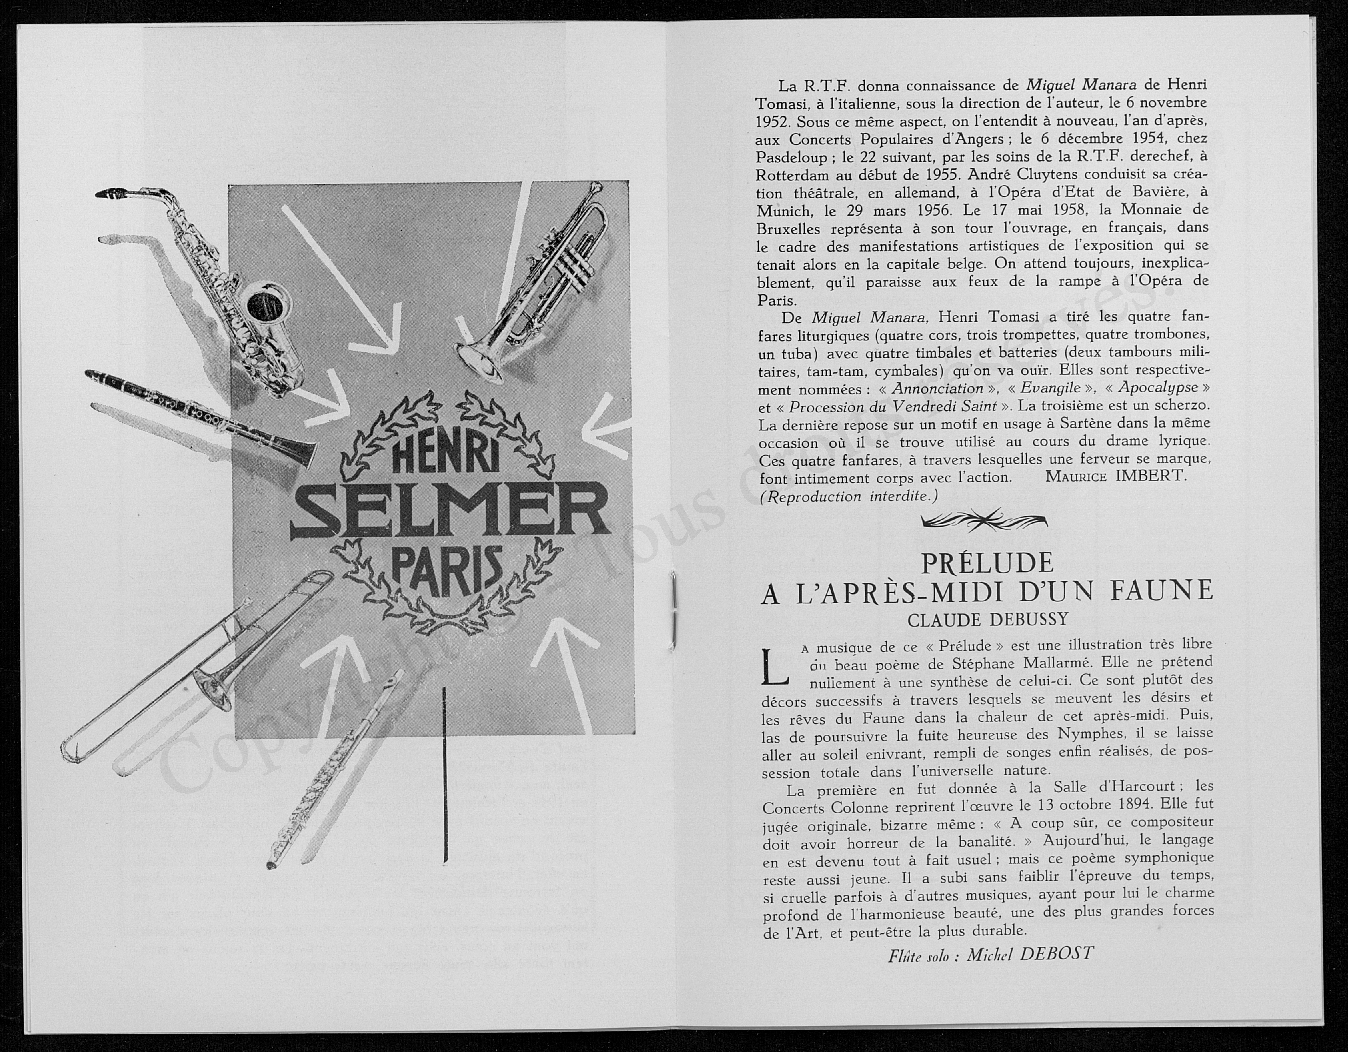 HENRI
SELMER
PARIS
La R.T.F. donna connaissance de Miguel Manara de Henri
Tomasi, à l'italienne, sous la direction de l'auteur, le 6 novembre
1952. Sous ce même aspect, on l'entendit à nouveau, l'an d'après,
aux Concerts Populaires d'Angers ; le 6 décembre 1954, chez
Pasdeloup ; le 22 suivant, par les soins de la R.T.F. derechef, à
Rotterdam au début de 1955. André Cluytens conduisit sa créa-
tion théâtrale, en allemand, à l'Opéra d'Etat de Bavière, à
Munich, le 29 mars 1956. Le 17 mai 1958, la Monnaie de
Bruxelles représenta à son tour l'ouvrage, en français, dans
le cadre des manifestations artistiques de l'exposition qui se
tenait alors en la capitale belge. On attend toujours, inexplica-
blement, qu'il paraisse aux feux de la rampe à l'Opéra de
Paris.
De Miguel Manara, Henri Tomasi a tiré les quatre fan-
fares liturgiques (quatre cors, trois trompettes, quatre trombones,
un tuba) avec quatre timbales et batteries (deux tambours mili-
taires, tam-tam, cymbales) qu'on va ouïr. Elles sont respective-
ment nommées : « Annonciation », « Evangile », « Apocalypse »
et « Procession du Vendredi Saint ». La troisième est un scherzo.
La dernière repose sur un motif en usage à Sartène dans la même
occasion où il se trouve utilisé au cours du drame lyrique.
Ces quatre fanfares, à travers lesquelles une ferveur se marque,
font intimement corps avec l'action. MAURICE IMBERT.
(Reproduction interdite.)
PRÉLUDE
A L'APRÈS-MIDI D'UN FAUNE
CLAUDE DEBUSSY
LA musique de ce « Prélude » est une illustration très libre
du beau poème de Stéphane Mallarmé. Elle ne prétend
nullement à une synthèse de celui-ci. Ce sont plutôt des
décors successifs à travers lesquels se meuvent les désirs et
les rêves du Faune dans la chaleur de cet après-midi. Puis,
las de poursuivre la fuite heureuse des Nymphes, il se laisse
aller au soleil enivrant, rempli de songes enfin réalisés, de pos-
session totale dans l'universelle nature.
La première en fut donnée à la Salle d'Harcourt ; les
Concerts Colonne reprirent l'œuvre le 13 octobre 1894. Elle fut
jugée originale, bizarre même : « A coup sûr, ce compositeur
doit avoir horreur de la banalité. » Aujourd'hui, le langage
en est devenu tout à fait usuel ; mais ce poème symphonique
reste aussi jeune. Il a subi sans faiblir l'épreuve du temps,
si cruelle parfois à d'autres musiques, ayant pour lui le charme
profond de l'harmonieuse beauté, une des plus grandes forces
de l'Art, et peut-être la plus durable.
Flûte solo : Michel DEBOST